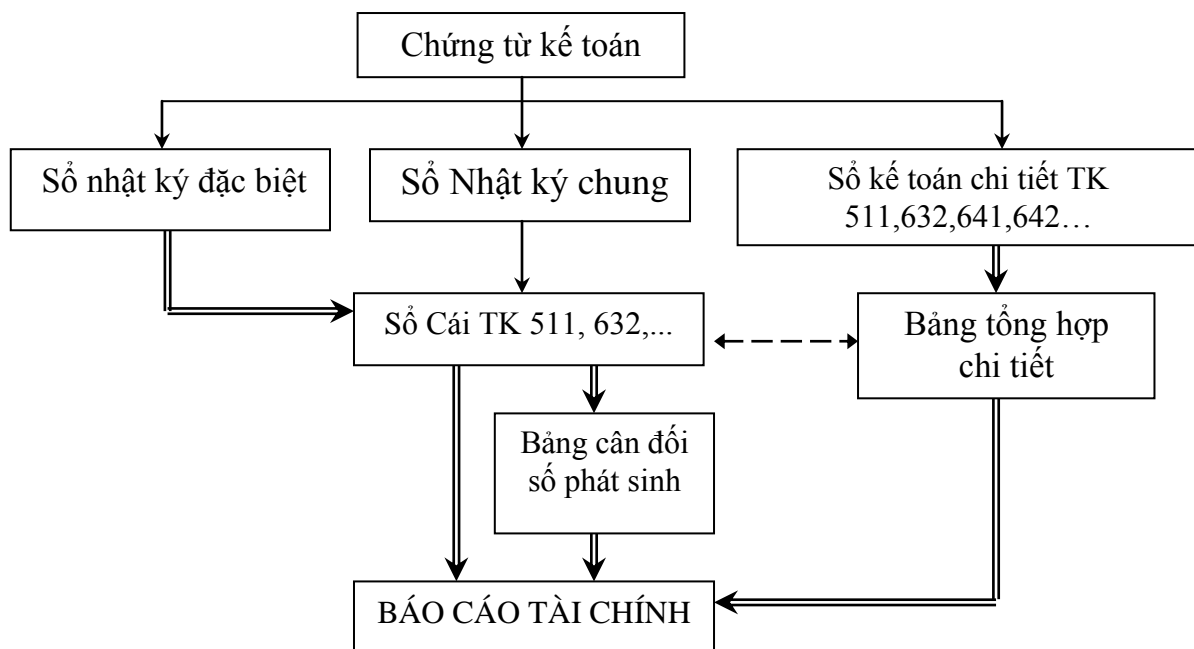 Chứng từ kế toán
Sổ nhật ký đặc biệt
Sổ Nhật ký chung
Sổ kế toán chi tiết TK
511,632,641,642…
Sổ Cái TK 511, 632,...
Bảng tổng hợp
chi tiết
Bảng cân đối
số phát sinh
BÁO CÁO TÀI CHÍNH